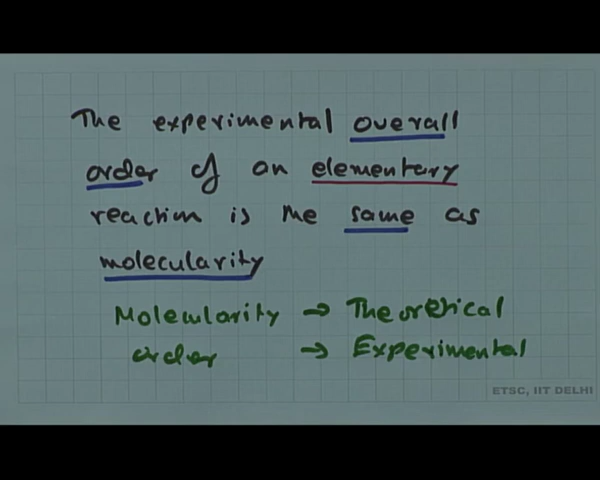 The experimental overall
order of an elementary
reaction is the same as
molecularity
Molecularity → Theoretical
order → Experimental
ETSC, IIT DELHI